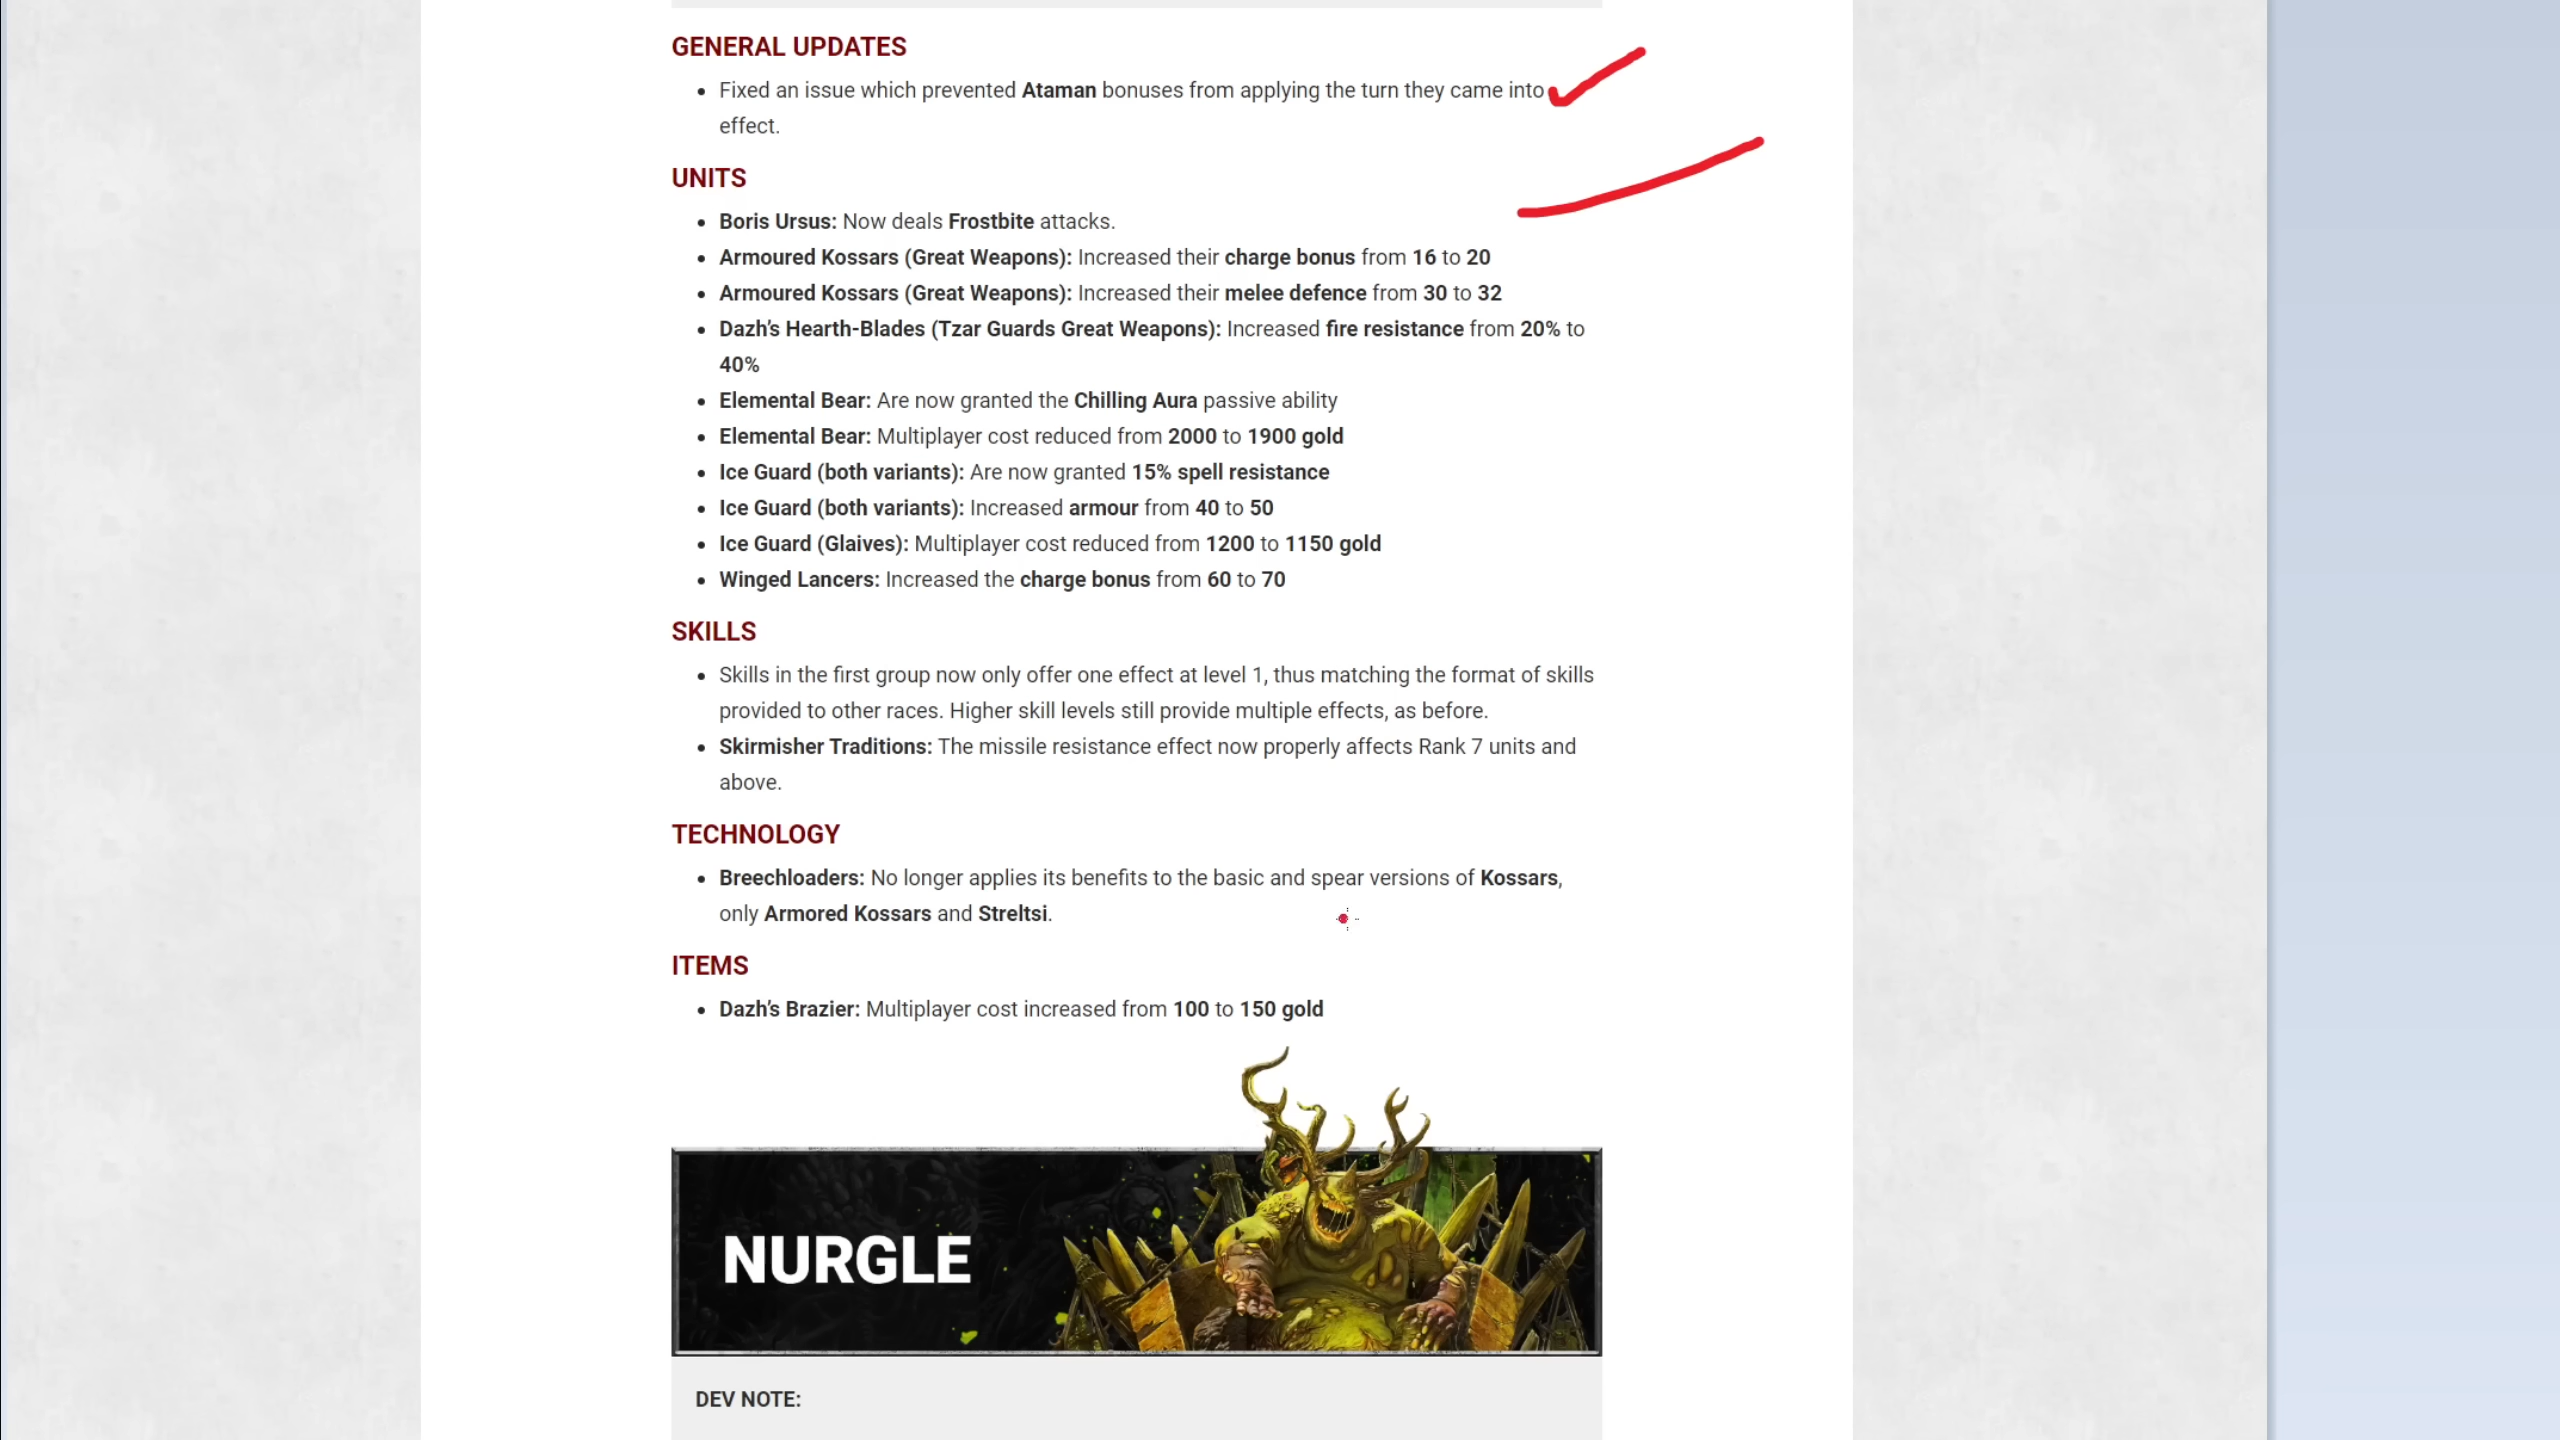 GENERAL UPDATES
Fixed an issue which prevented Ataman bonuses from applying the turn they came into
effect.
UNITS
Boris Ursus: Now deals Frostbite attacks.
Armoured Kossars (Great Weapons): Increased their charge bonus from 16 to 20
Armoured Kossars (Great Weapons): Increased their melee defence from 30 to 32
Dazh’s Hearth-Blades (Tzar Guards Great Weapons): Increased fire resistance from 20% to
40%
Elemental Bear: Are now granted the Chilling Aura passive ability
Elemental Bear: Multiplayer cost reduced from 2000 to 1900 gold
Ice Guard (both variants): Are now granted 15% spell resistance
Ice Guard (both variants): Increased armour from 40 to 50
Ice Guard (Glaives): Multiplayer cost reduced from 1200 to 1150 gold
Winged Lancers: Increased the charge bonus from 60 to 70
SKILLS
Skills in the first group now only offer one effect at level 1, thus matching the format of skills
provided to other races. Higher skill levels still provide multiple effects, as before.
Skirmisher Traditions: The missile resistance effect now properly affects Rank 7 units and
above.
TECHNOLOGY
Breechloaders: No longer applies its benefits to the basic and spear versions of Kossars,
only Armored Kossars and Streltsi.
ITEMS
Dazh’s Brazier: Multiplayer cost increased from 100 to 150 gold
NURGLE
DEV NOTE: